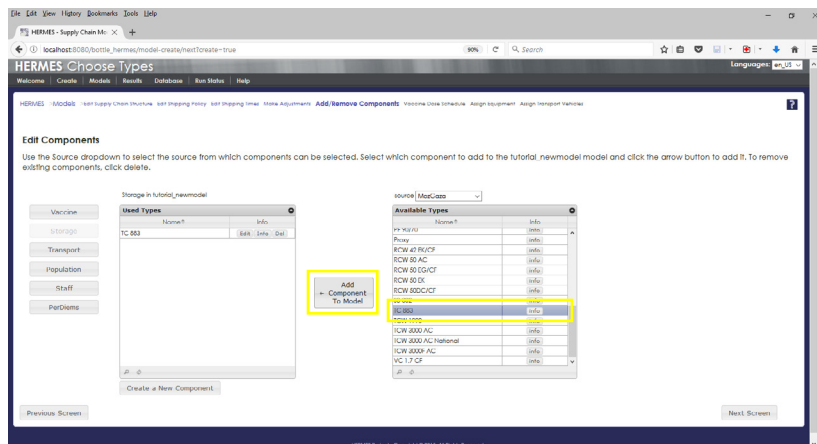 File Edit View History Bookmarks Tools Help
HERMES - Supply Chain Mo
localhost:8080/bottle_hermes/model-create/next?create=true
90%
Search
HERMES Choose Types
Languages: en_US
Welcome Create Models Results Database Run Status Help
HERMES Models Edit Supply Chain Structure Edit Shipping Policy Edit Shipping Times Make Adjustments Add/Remove Components Vaccine Dose Schedule Assign Equipment Assign Transport Vehicles
?
Edit Components
Use the Source dropdown to select the source from which components can be selected. Select which component to add to the tutorial_newmodel model and click the arrow button to add it. To remove existing components, click delete.
Storage in tutorial_newmodel
source MozGaza
Vaccine
Storage
Transport
Population
Staff
PerDiems
Used Types
Name Info
TC 883 Edit Info Del
Add
← Component
To Model
Available Types
Name Info
Info
Proxy Info
RCW 42 EK/CF Info
RCW 50 AC Info
RCW 50 EG/CF Info
RCW 50 EK Info
RCW 50DC/CF Info
TC 883 Info
TCW 3000 AC Info
TCW 3000 AC National Info
TCW 3000F AC Info
VC 1.7 CF Info
Create a New Component
Previous Screen
Next Screen